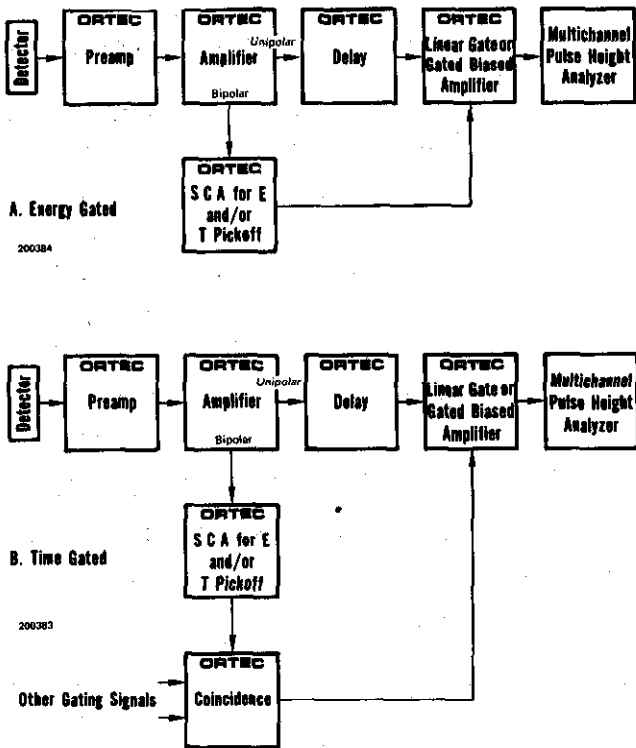 ORTEC
ORTEC
ORTEC
ORTEC
Detector
Preamp
Amplifier
Unipolar
Bipolar
Delay
Linear Gate or
Gated Biased
Amplifier
Multichannel
Pulse Height
Analyzer
ORTEC
S C A for E
and/or
T Pickoff
A. Energy Gated
200384
ORTEC
ORTEC
ORTEC
ORTEC
Detector
Preamp
Amplifier
Unipolar
Bipolar
Delay
Linear Gate or
Gated Biased
Amplifier
Multichannel
Pulse Height
Analyzer
ORTEC
S C A for E
and/or
T Pickoff
B. Time Gated
200383
ORTEC
Other Gating Signals
Coincidence